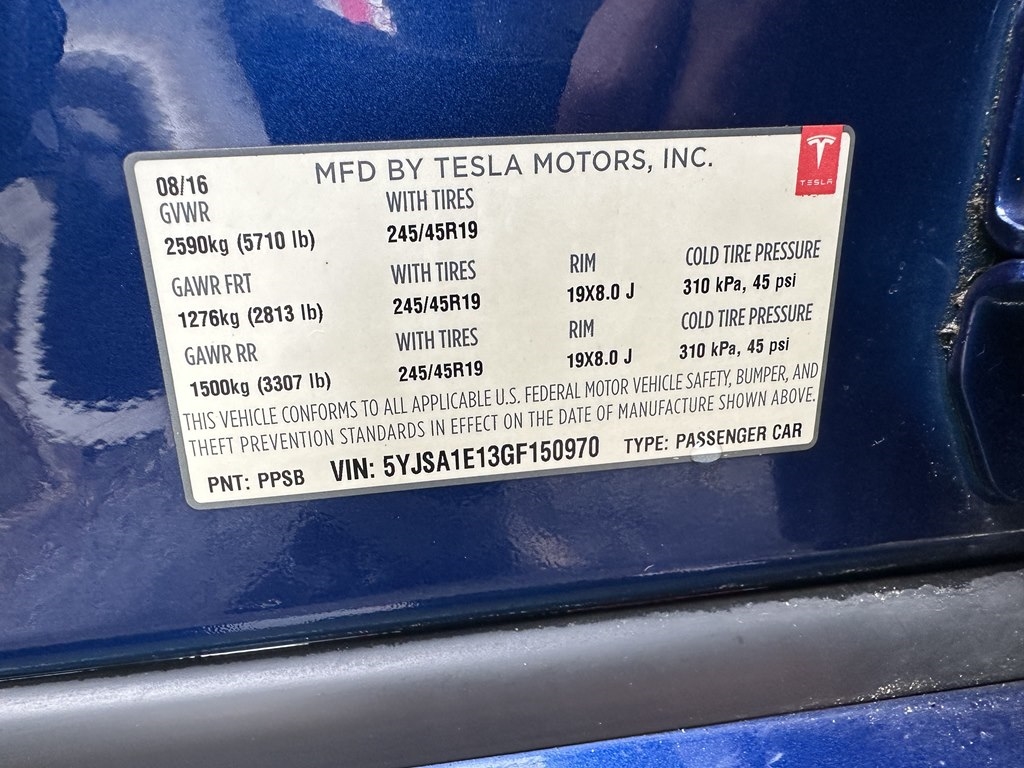 MFD BY TESLA MOTORS, INC.
TESLA
08/16
GVWR WITH TIRES
2590kg (5710 lb) 245/45R19
GAWR FRT WITH TIRES RIM COLD TIRE PRESSURE
1276kg (2813 lb) 245/45R19 19X8.0 J 310 kPa, 45 psi
GAWR RR WITH TIRES RIM COLD TIRE PRESSURE
1500kg (3307 lb) 245/45R19 19X8.0 J 310 kPa, 45 psi
THIS VEHICLE CONFORMS TO ALL APPLICABLE U.S. FEDERAL MOTOR VEHICLE SAFETY, BUMPER, AND
THEFT PREVENTION STANDARDS IN EFFECT ON THE DATE OF MANUFACTURE SHOWN ABOVE.
PNT: PPSB VIN: 5YJSA1E13GF150970 TYPE: PASSENGER CAR